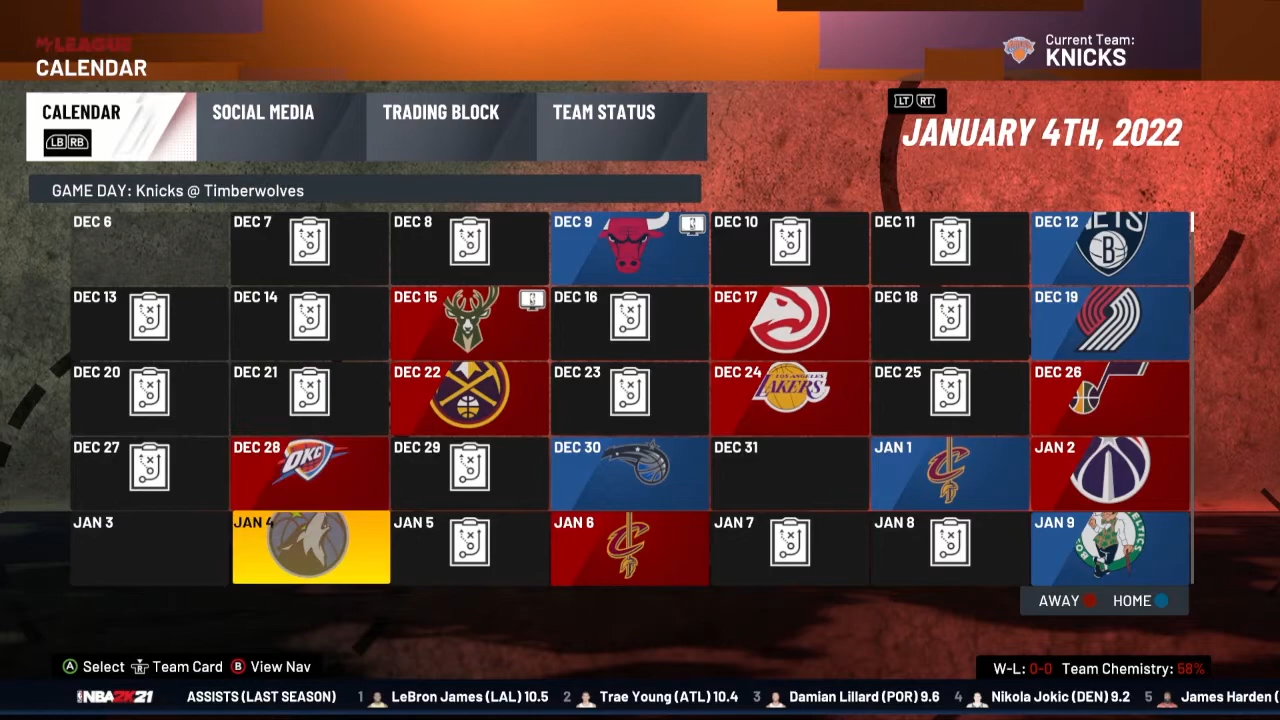 MyLEAGUE
CALENDAR
Current Team:
KNICKS
CALENDAR
LB RB
SOCIAL MEDIA
TRADING BLOCK
TEAM STATUS
LT RT
JANUARY 4TH, 2022
GAME DAY: Knicks @ Timberwolves
DEC 6
DEC 7
DEC 8
DEC 9
DEC 10
DEC 11
DEC 12
NETS
B
DEC 13
DEC 14
DEC 15
DEC 16
DEC 17
DEC 18
DEC 19
DEC 20
DEC 21
DEC 22
DEC 23
DEC 24
LOS ANGELES
LAKERS
DEC 25
DEC 26
DEC 27
DEC 28
OKC
DEC 29
DEC 30
DEC 31
JAN 1
JAN 2
JAN 3
JAN 4
JAN 5
JAN 6
JAN 7
JAN 8
JAN 9
AWAY HOME
A Select R Team Card B View Nav
W-L: 0-0 Team Chemistry: 58%
NBA2K21 ASSISTS (LAST SEASON) 1 LeBron James (LAL) 10.5 2 Trae Young (ATL) 10.4 3 Damian Lillard (POR) 9.6 4 Nikola Jokic (DEN) 9.2 5 James Harden (